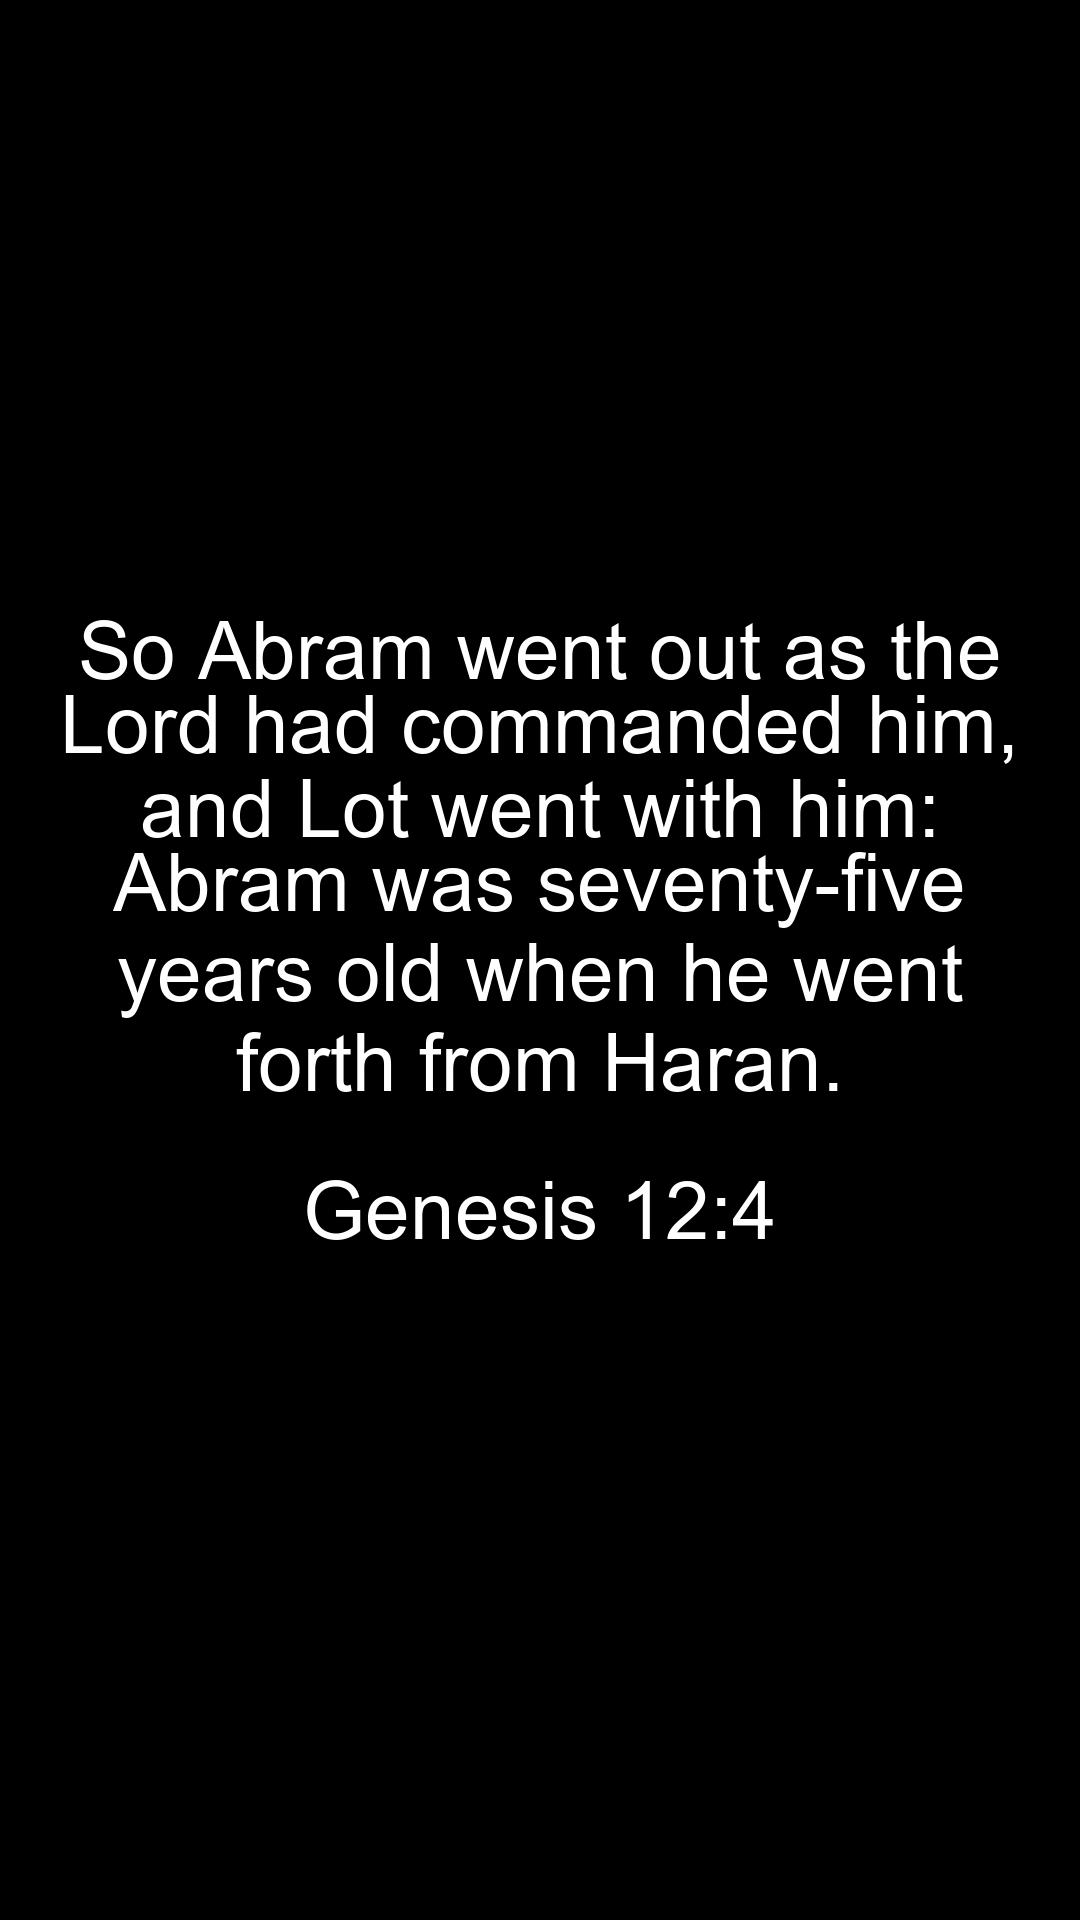 So Abram went out as the
Lord had commanded him,
and Lot went with him:
Abram was seventy-five
years old when he went
forth from Haran.
Genesis 12:4